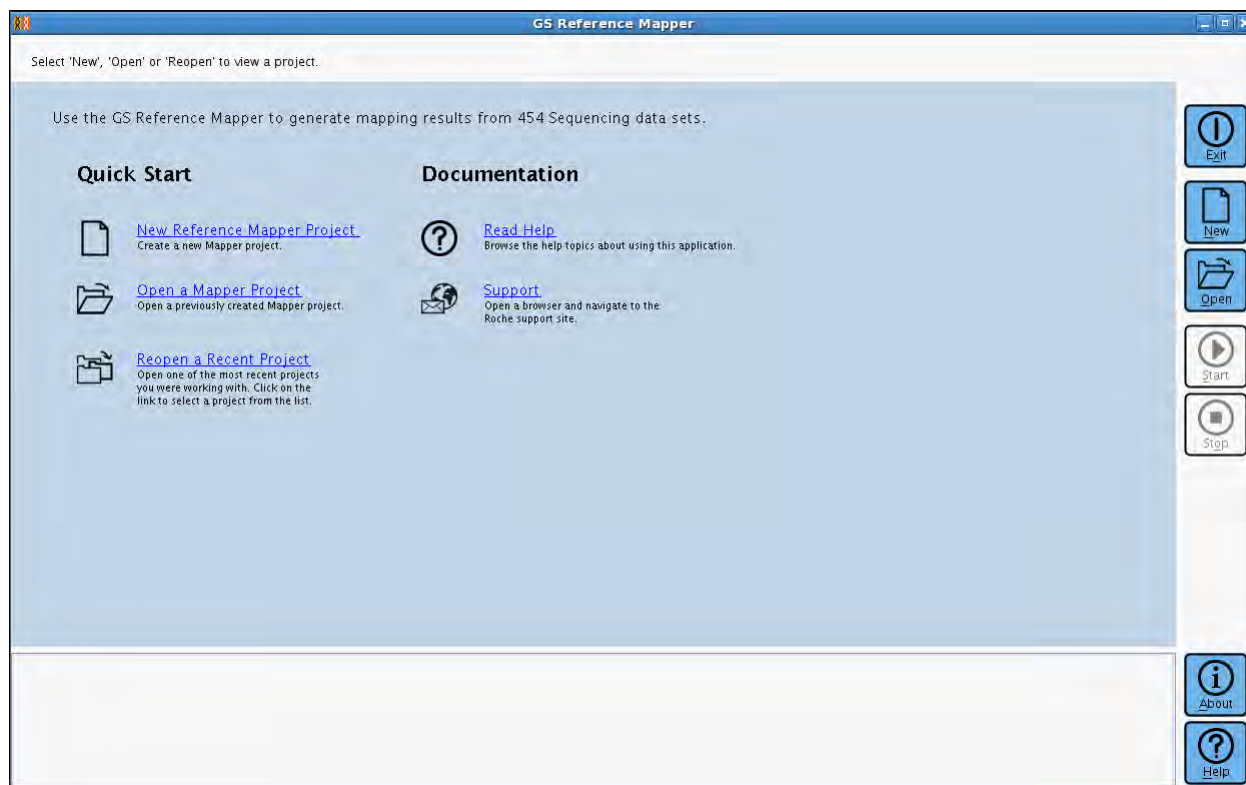 GS Reference Mapper
Select 'New', 'Open' or 'Reopen' to view a project.
Use the GS Reference Mapper to generate mapping results from 454 Sequencing data sets.
Quick Start
New Reference Mapper Project
Create a new Mapper project.
Open a Mapper Project
Open a previously created Mapper project.
Reopen a Recent Project
Open one of the most recent projects
you were working with. Click on the
link to select a project from the list.
Documentation
Read Help
Browse the help topics about using this application.
Support
Open a browser and navigate to the
Roche support site.
Exit
New
Open
Start
Stop
About
Help